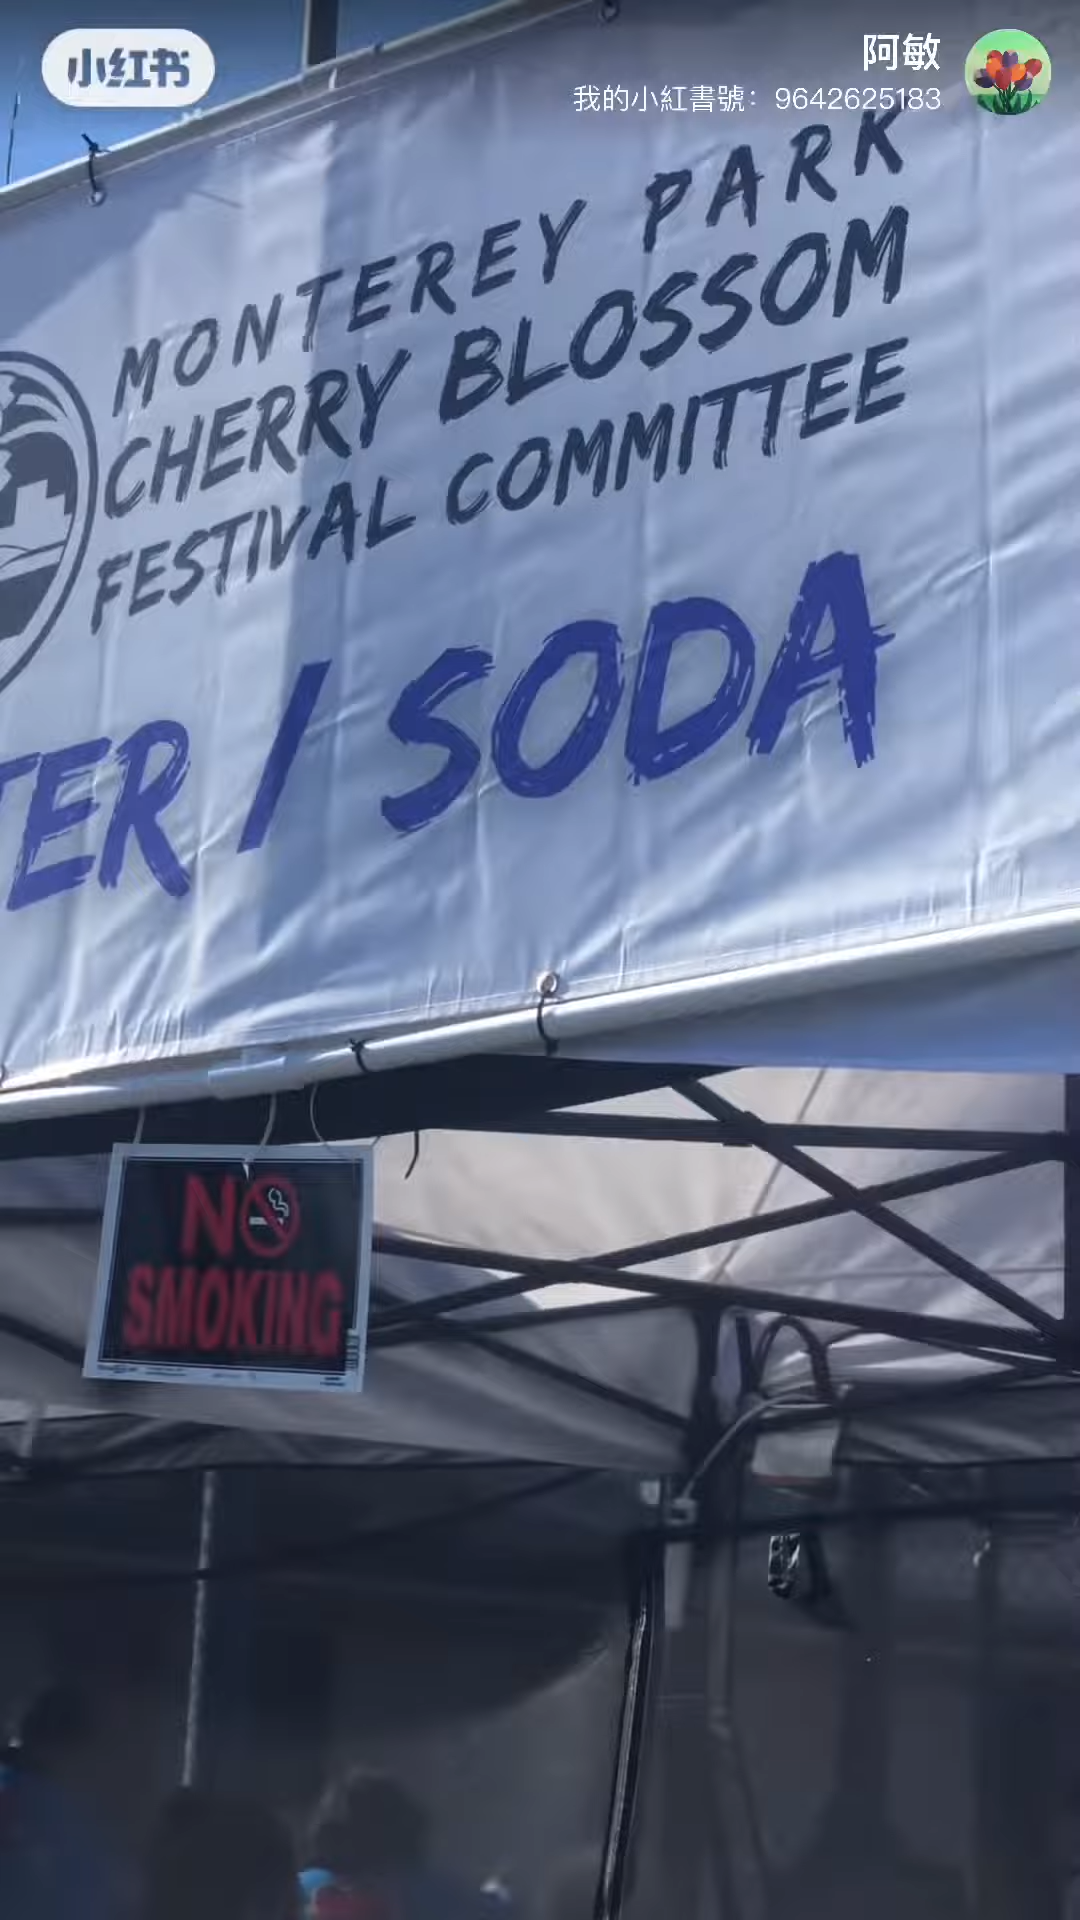 小红书
阿敏
我的小紅書號：9642625183
MONTEREY PARK
CHERRY BLOSSOM
FESTIVAL COMMITTEE
TER / SODA
NO
SMOKING